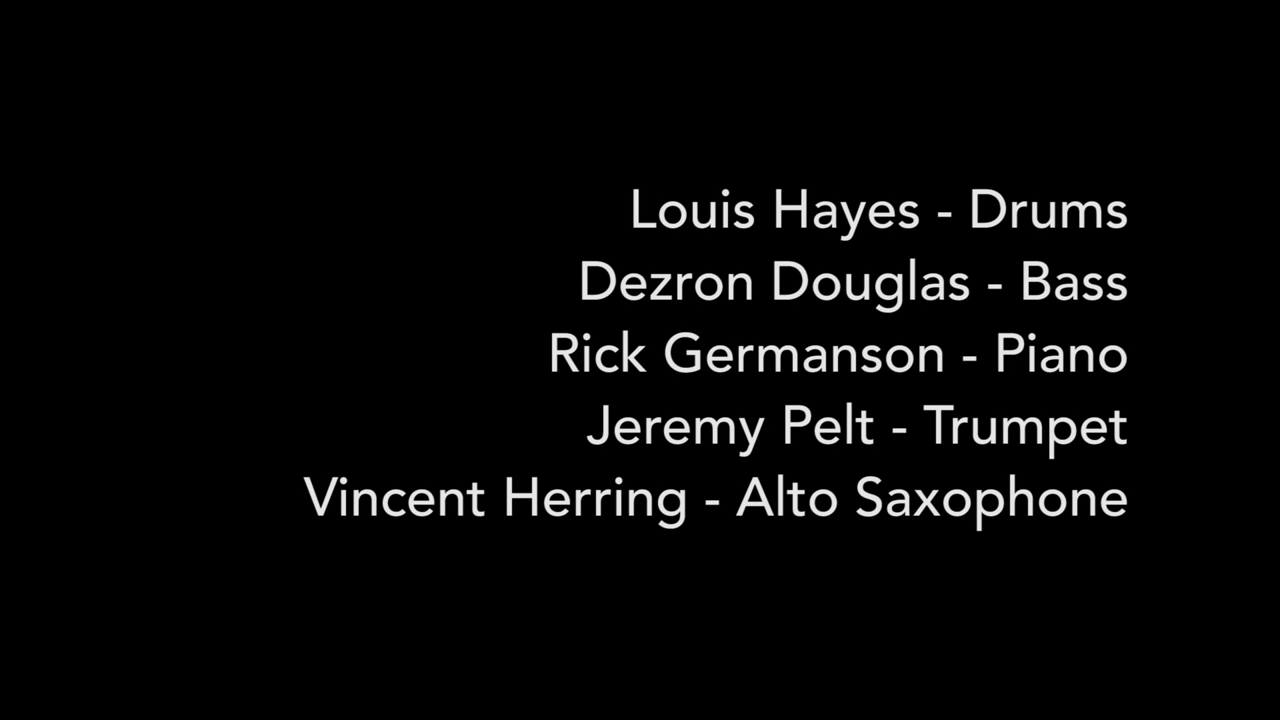 Louis Hayes - Drums
Dezron Douglas - Bass
Rick Germanson - Piano
Jeremy Pelt - Trumpet
Vincent Herring - Alto Saxophone